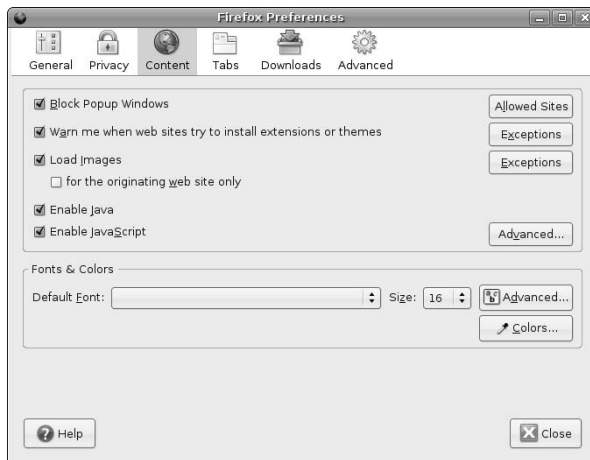 Firefox Preferences
General Privacy Content Tabs Downloads Advanced
Block Popup Windows Allowed Sites
Warn me when web sites try to install extensions or themes Exceptions
Load Images Exceptions
for the originating web site only
Enable Java
Enable JavaScript Advanced...
Fonts & Colors
Default Font: Size: 16 Advanced...
Colors...
Help Close